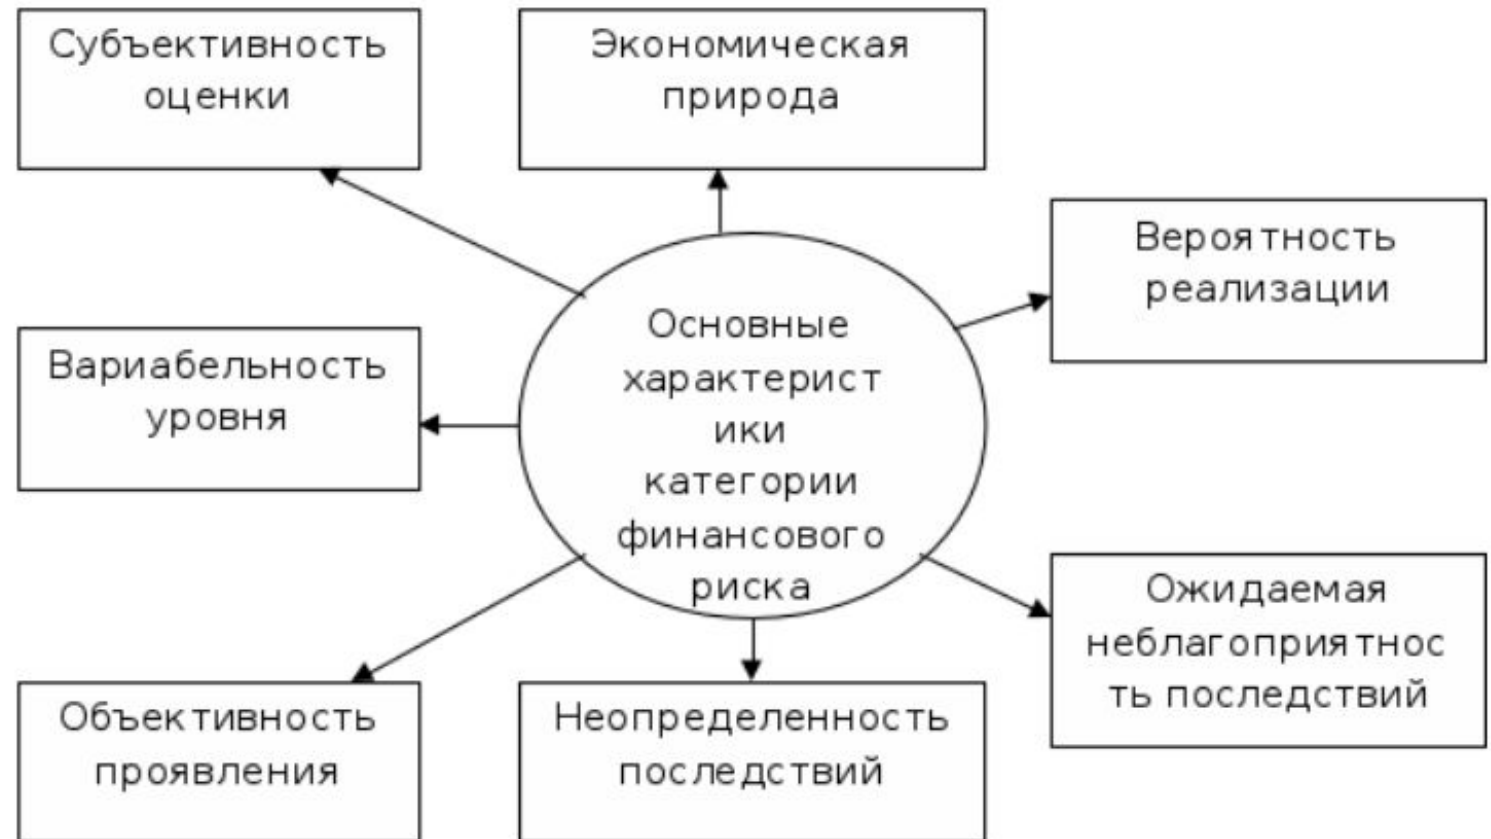 Субъективность
оценки
Экономическая
природа
Вероятность
реализации
Основные
характерист
ики
категории
финансового
риска
Вариабельность
уровня
Ожидаемая
неблагоприятнос
ть последствий
Объективность
проявления
Неопределенность
последствий